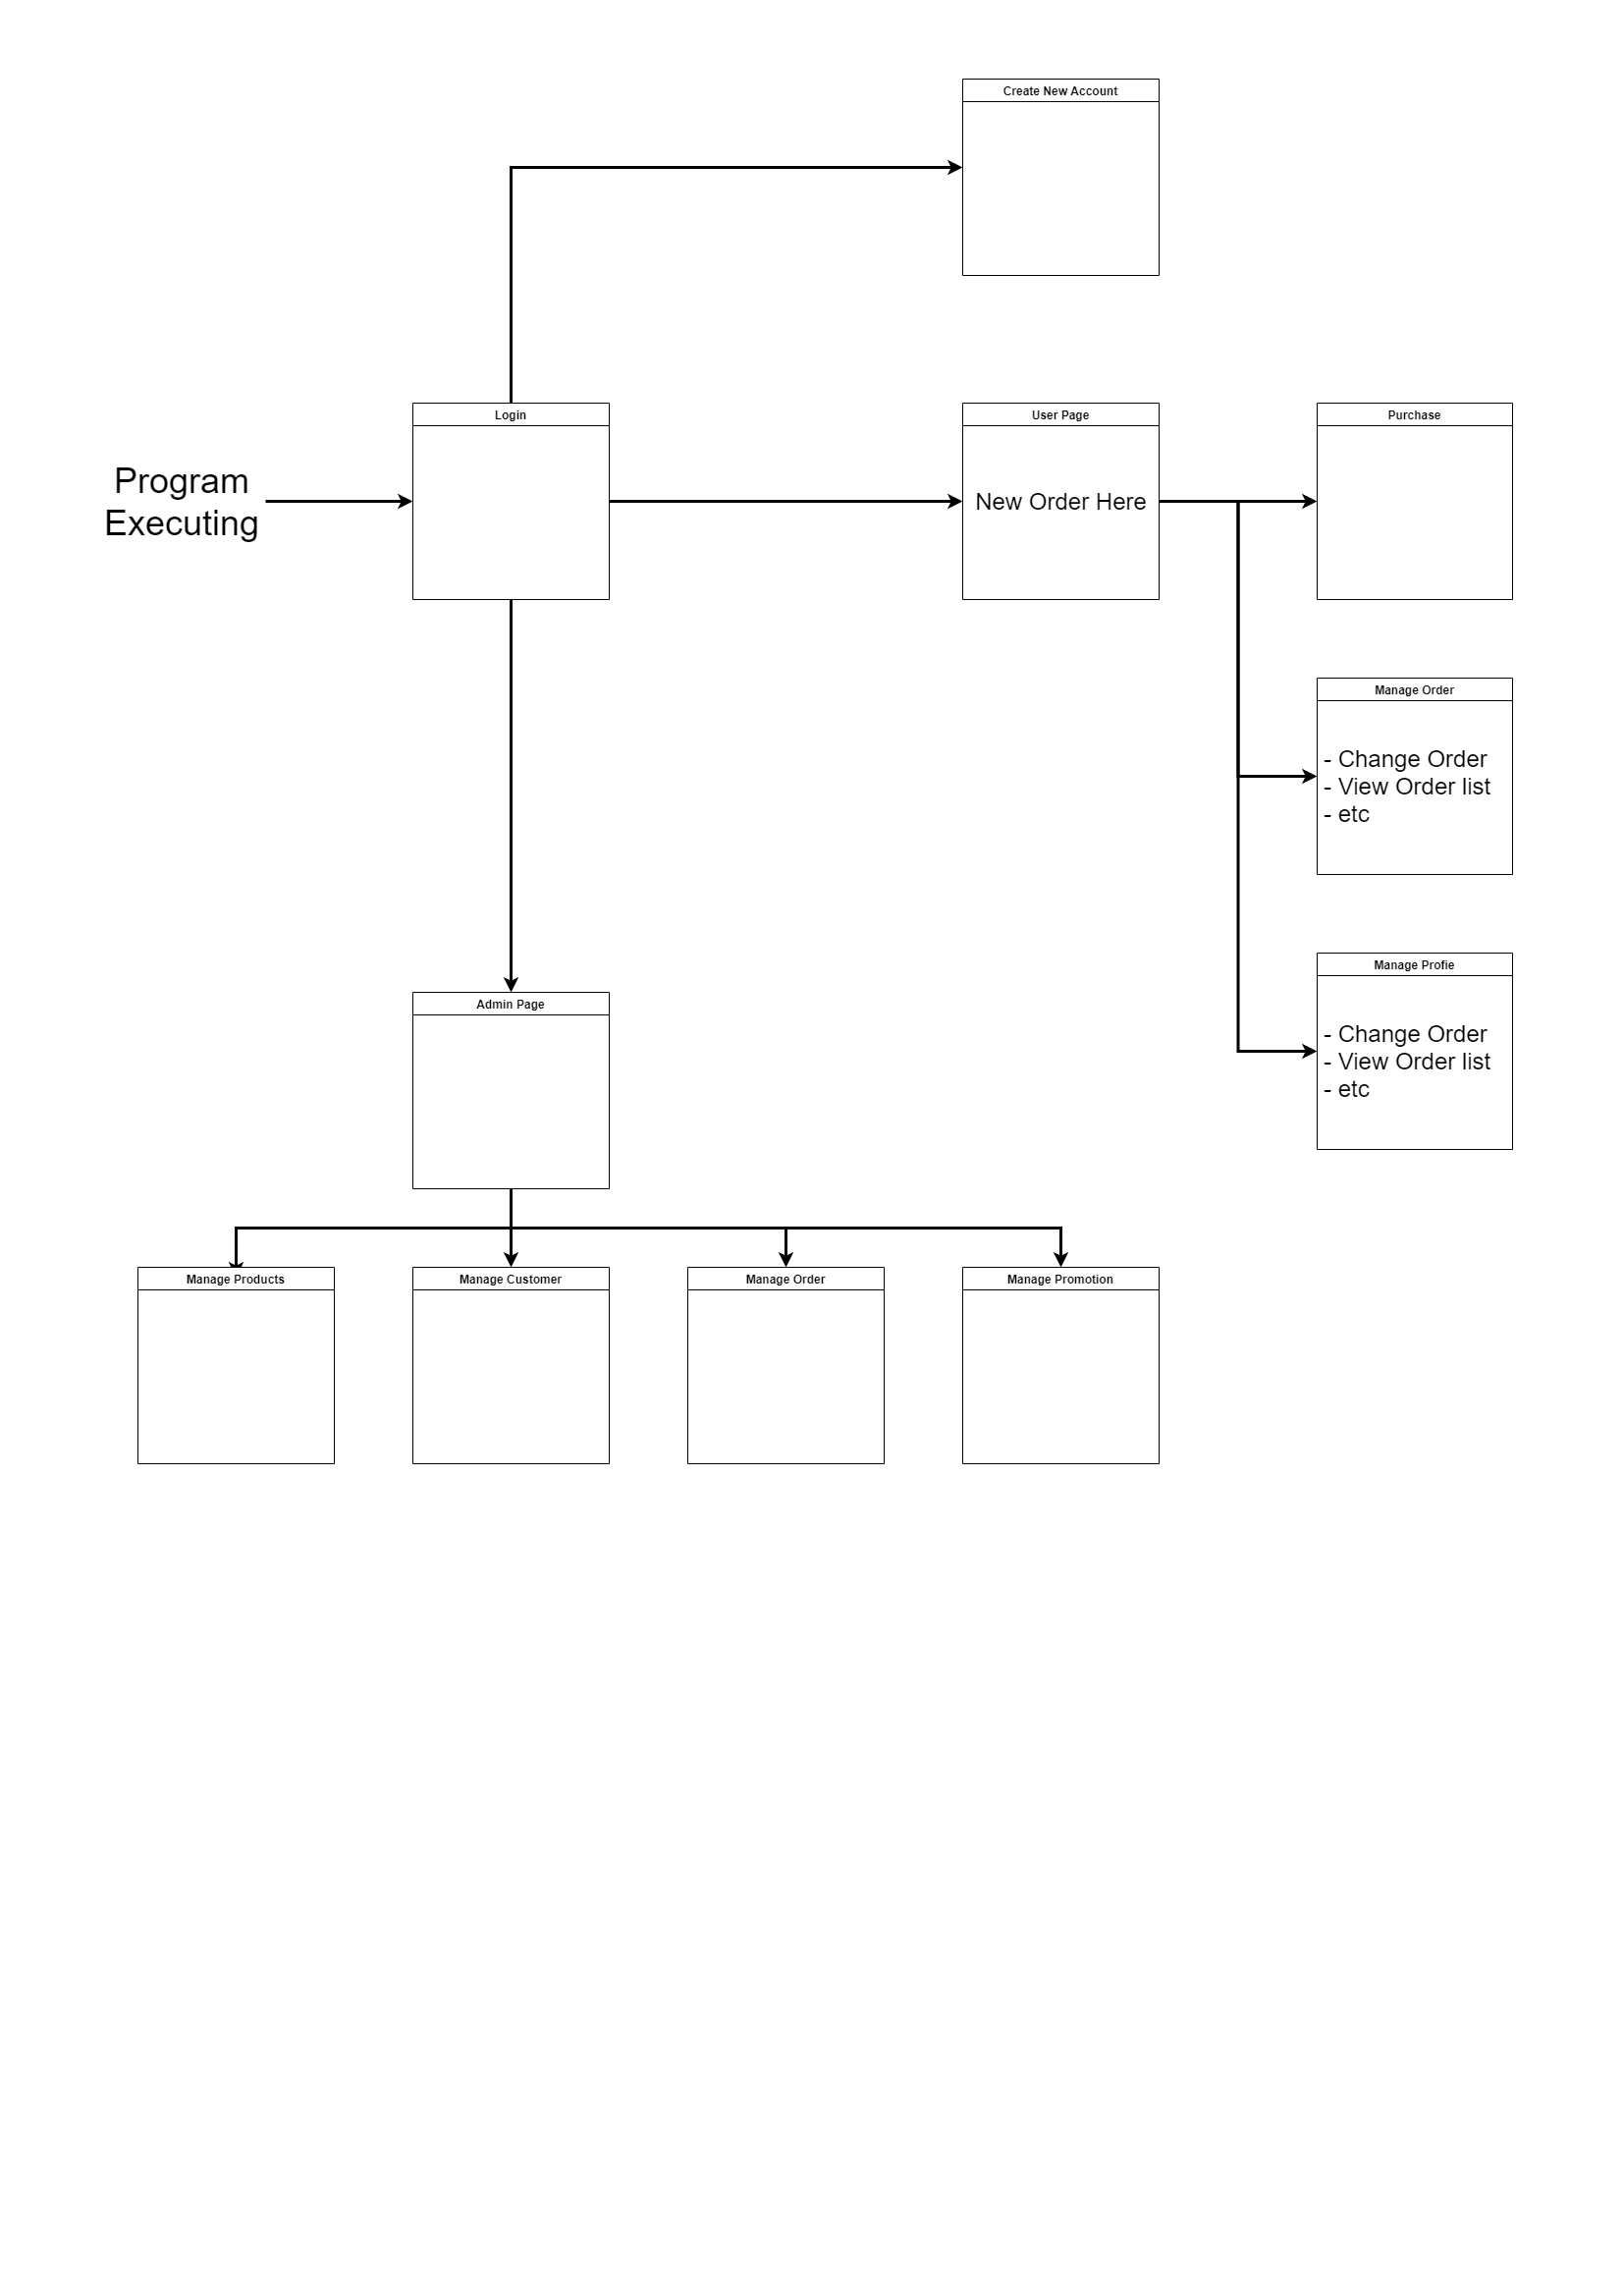 Create New Account
Login
User Page
Purchase
Program
Executing
New Order Here
Manage Order
- Change Order
- View Order list
- etc
Manage Profie
- Change Order
- View Order list
- etc
Admin Page
Manage Products
Manage Customer
Manage Order
Manage Promotion